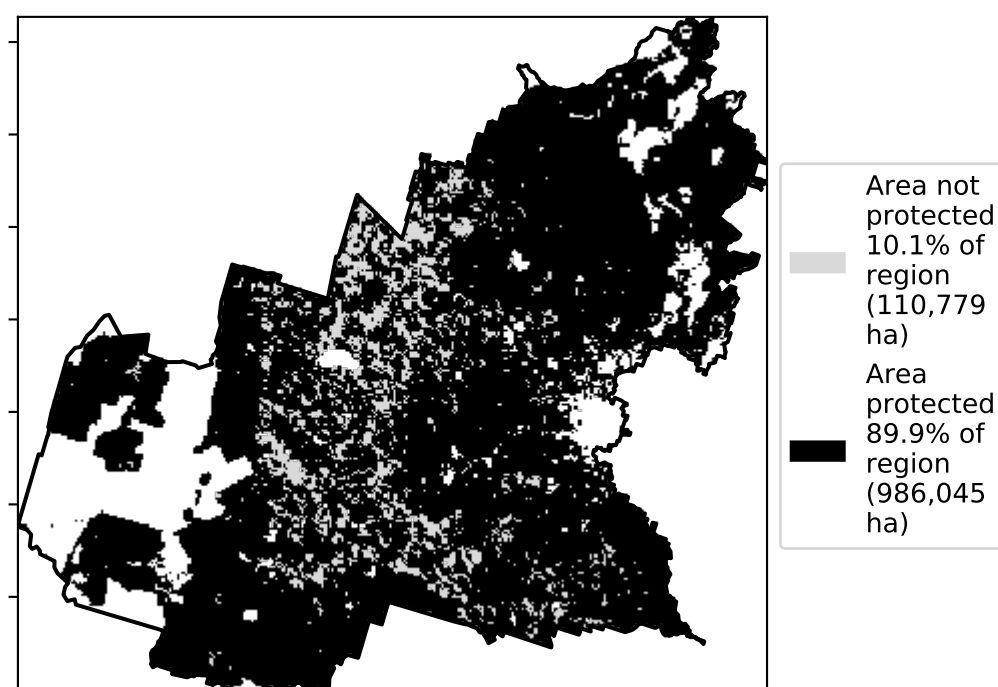 Area not
protected
10.1% of
region
(110,779
ha)
Area
protected
89.9% of
region
(986,045
ha)